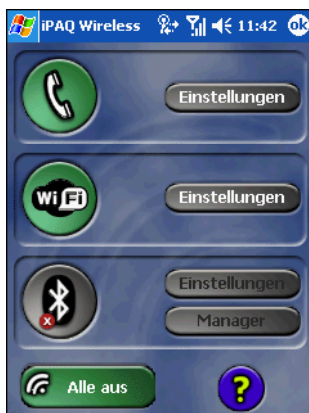 iPAQ Wireless 11:42 ok
Einstellungen
Wi Fi Einstellungen
Einstellungen
Manager
Alle aus ?